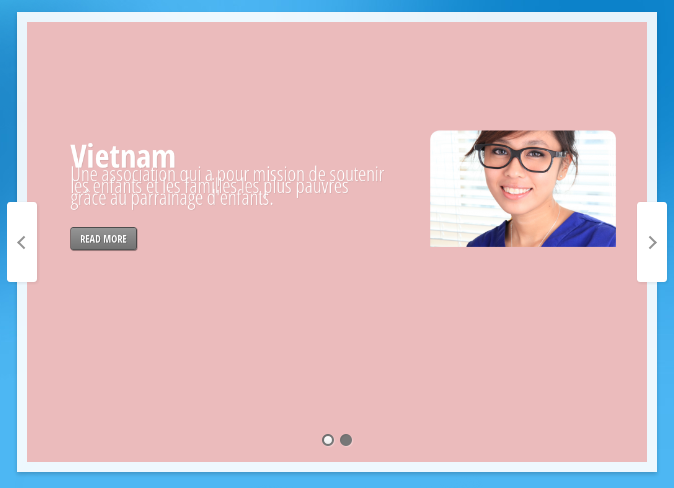 Vietnam
Une association qui a pour mission de soutenir
les enfants et les familles les plus pauvres
grâce au parrainage d'enfants.
READ MORE